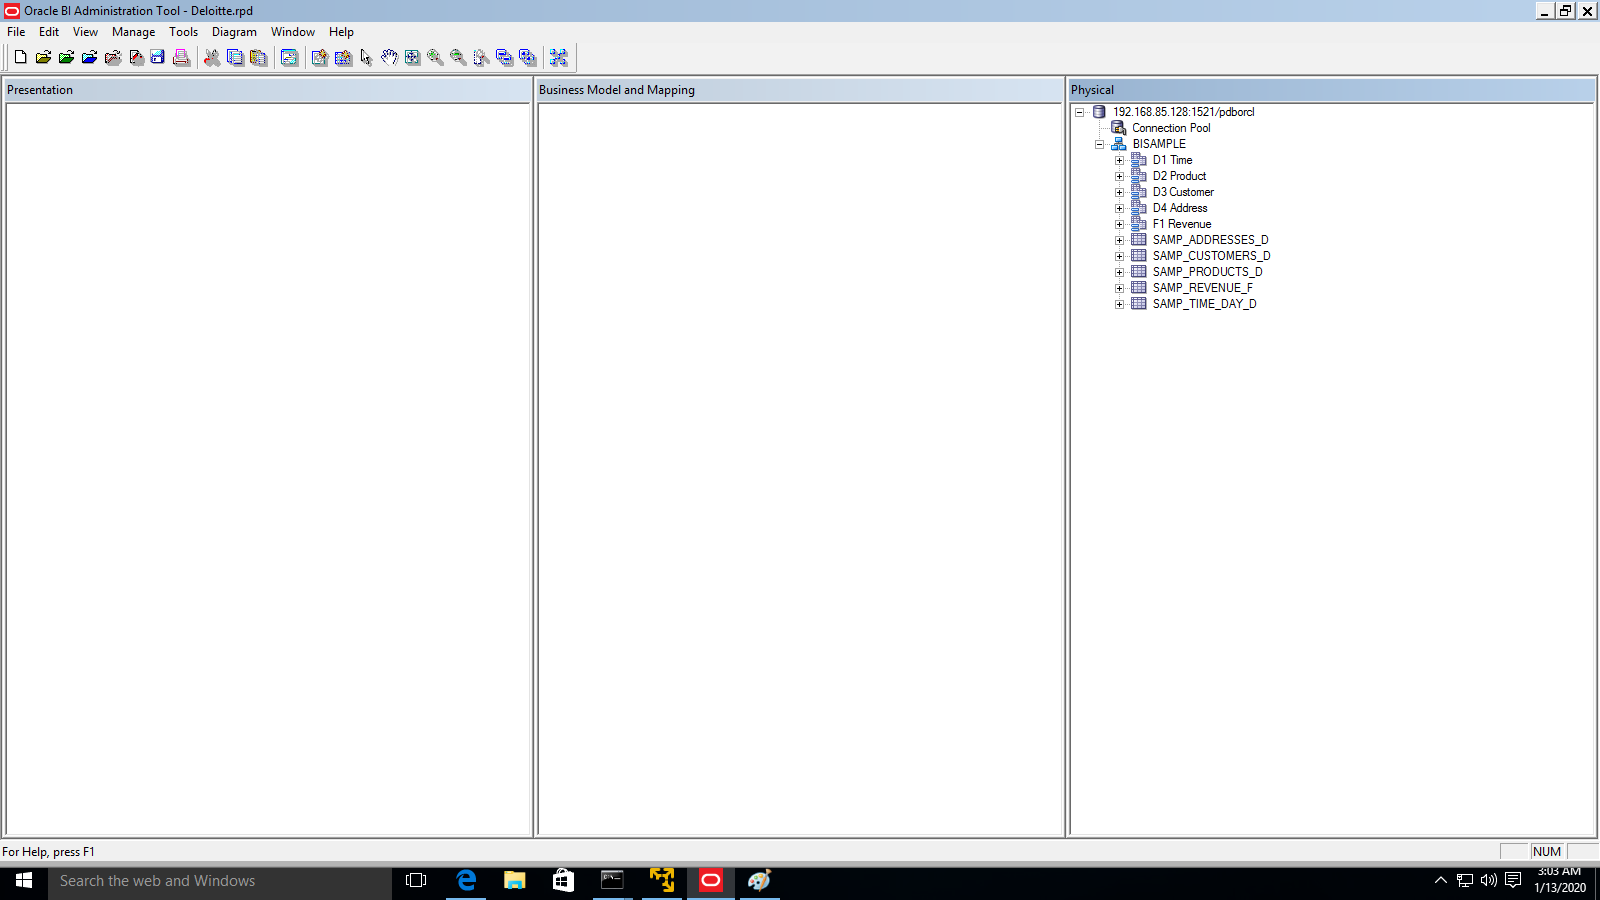 Oracle BI Administration Tool - Deloitte.rpd
File Edit View Manage Tools Diagram Window Help
Presentation
Business Model and Mapping
Physical
192.168.85.128:1521/pdborcl
Connection Pool
BISAMPLE
D1 Time
D2 Product
D3 Customer
D4 Address
F1 Revenue
SAMP_ADDRESSES_D
SAMP_CUSTOMERS_D
SAMP_PRODUCTS_D
SAMP_REVENUE_F
SAMP_TIME_DAY_D
For Help, press F1
NUM
Search the web and Windows
3:03 AM
1/13/2020